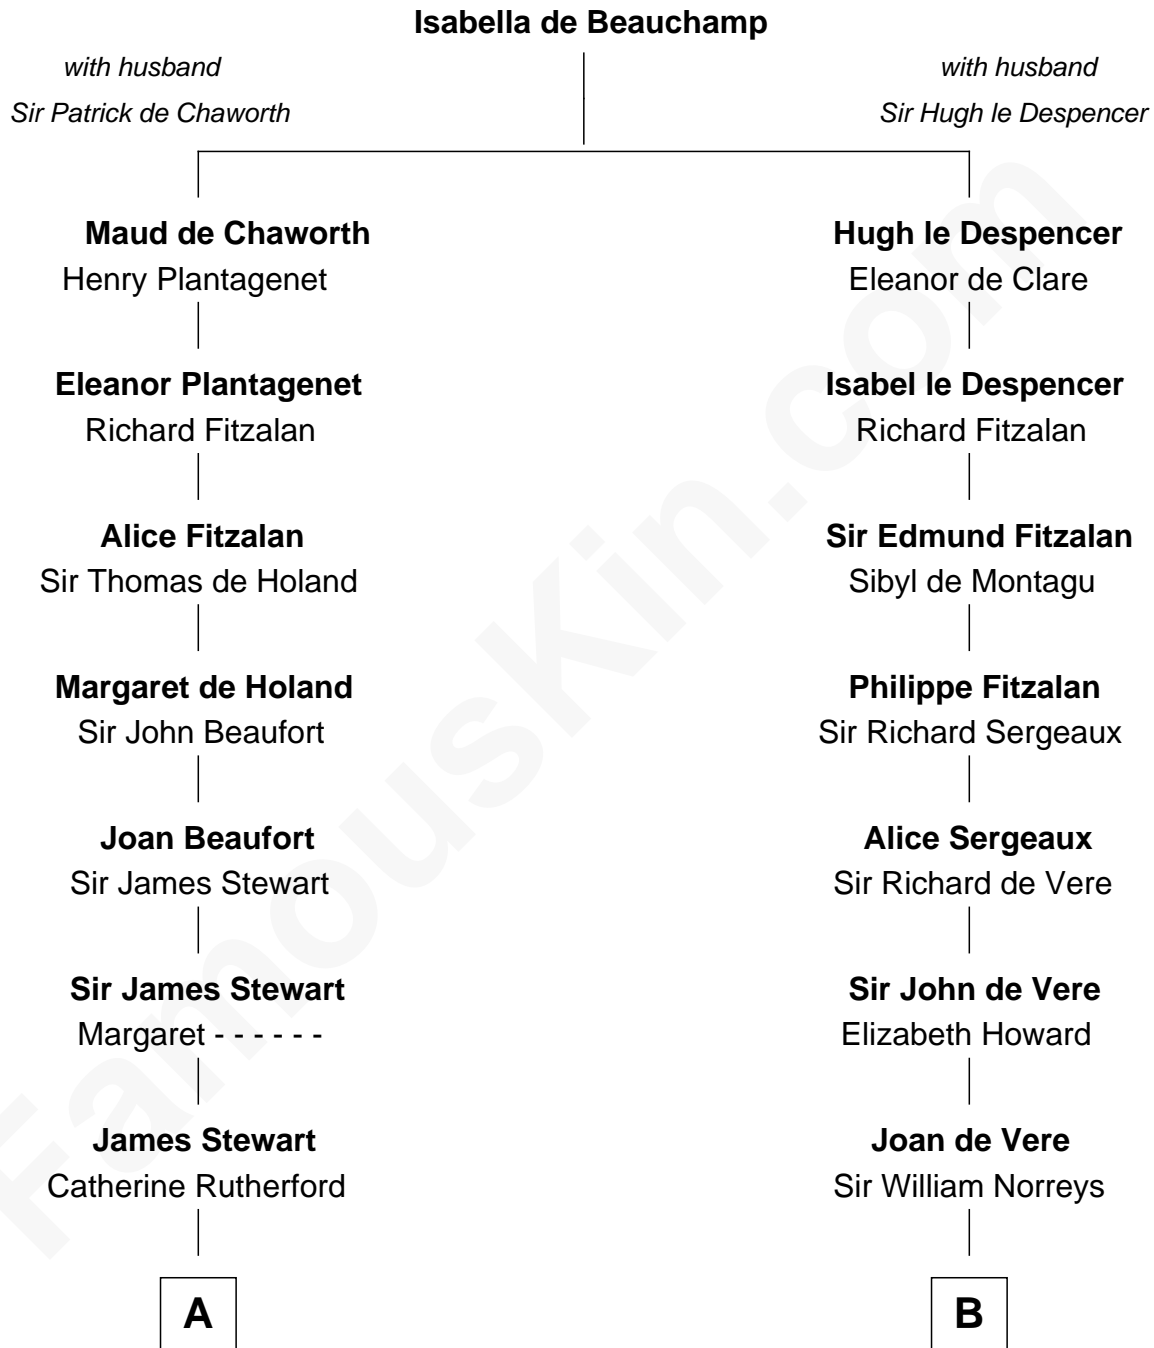 Isabella de Beauchamp
with husband
Sir Patrick de Chaworth
with husband
Sir Hugh le Despencer
Maud de Chaworth
Henry Plantagenet
Hugh le Despencer
Eleanor de Clare
Eleanor Plantagenet
Richard Fitzalan
Isabel le Despencer
Richard Fitzalan
Alice Fitzalan
Sir Thomas de Holand
Sir Edmund Fitzalan
Sibyl de Montagu
Margaret de Holand
Sir John Beaufort
Philippe Fitzalan
Sir Richard Sergeaux
Joan Beaufort
Sir James Stewart
Alice Sergeaux
Sir Richard de Vere
Sir James Stewart
Margaret - - - - - -
Sir John de Vere
Elizabeth Howard
James Stewart
Catherine Rutherford
Joan de Vere
Sir William Norreys
A
B
FamousKin.com